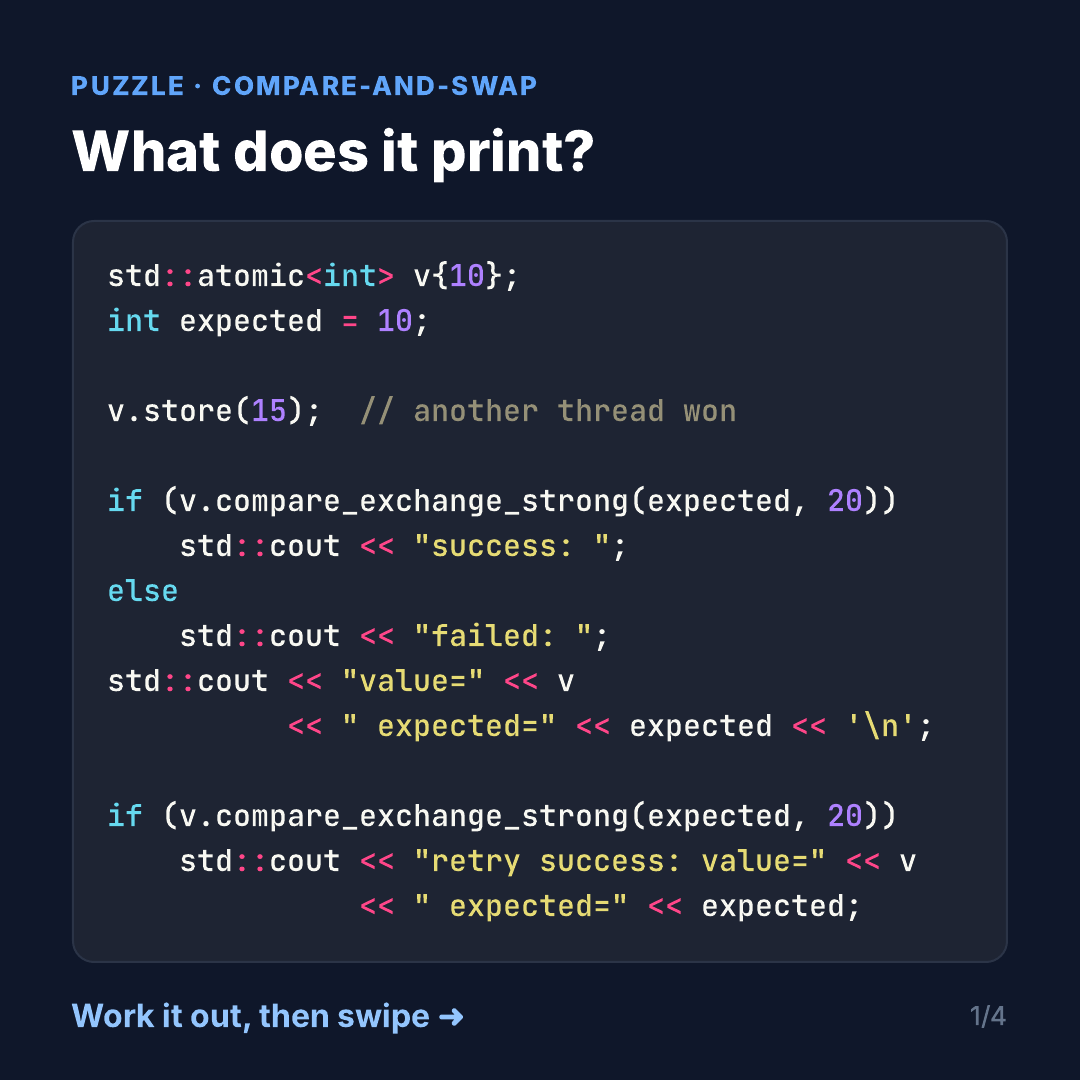 PUZZLE · COMPARE-AND-SWAP
What does it print?
std::atomic<int> v{10};
int expected = 10;

v.store(15);  // another thread won

if (v.compare_exchange_strong(expected, 20))
    std::cout << "success: ";
else
    std::cout << "failed: ";
std::cout << "value=" << v
          << " expected=" << expected << '\n';

if (v.compare_exchange_strong(expected, 20))
    std::cout << "retry success: value=" << v
              << " expected=" << expected;
Work it out, then swipe ➜
1/4